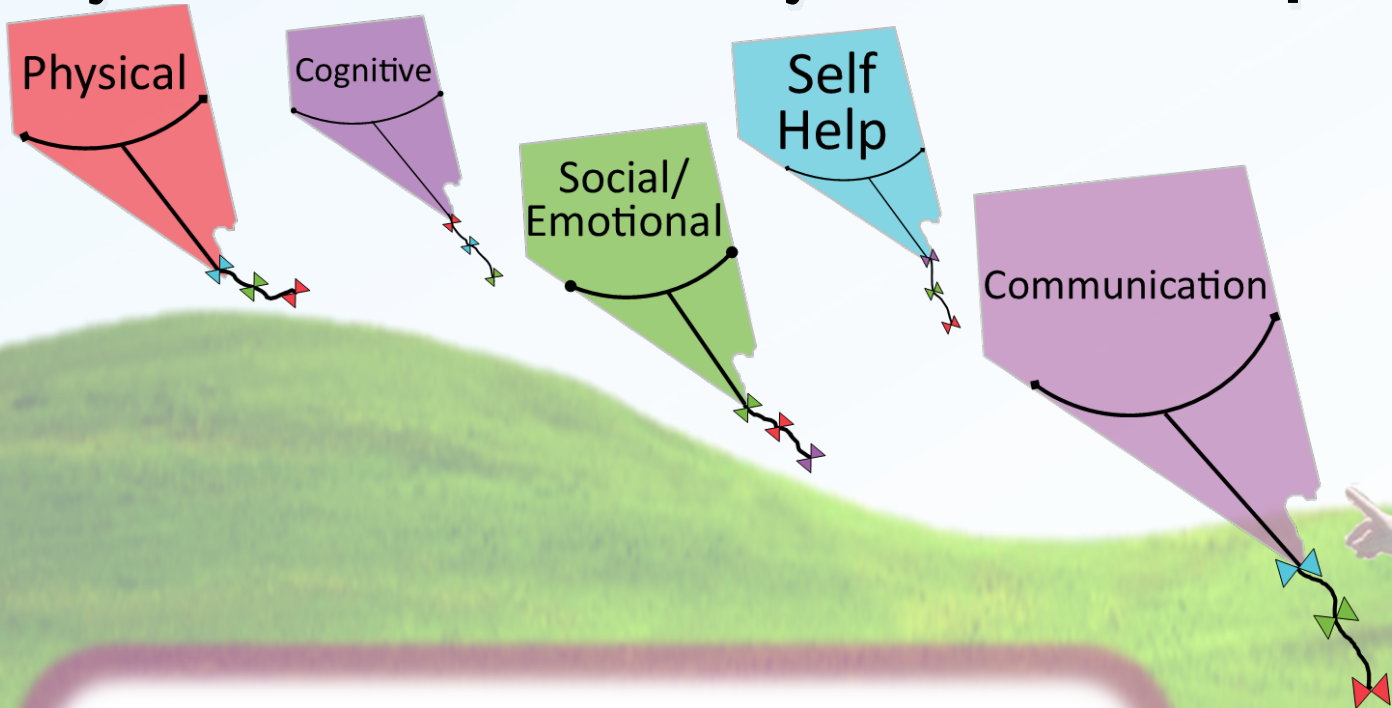 Physical
Cognitive
Social/
Emotional
Self
Help
Communication